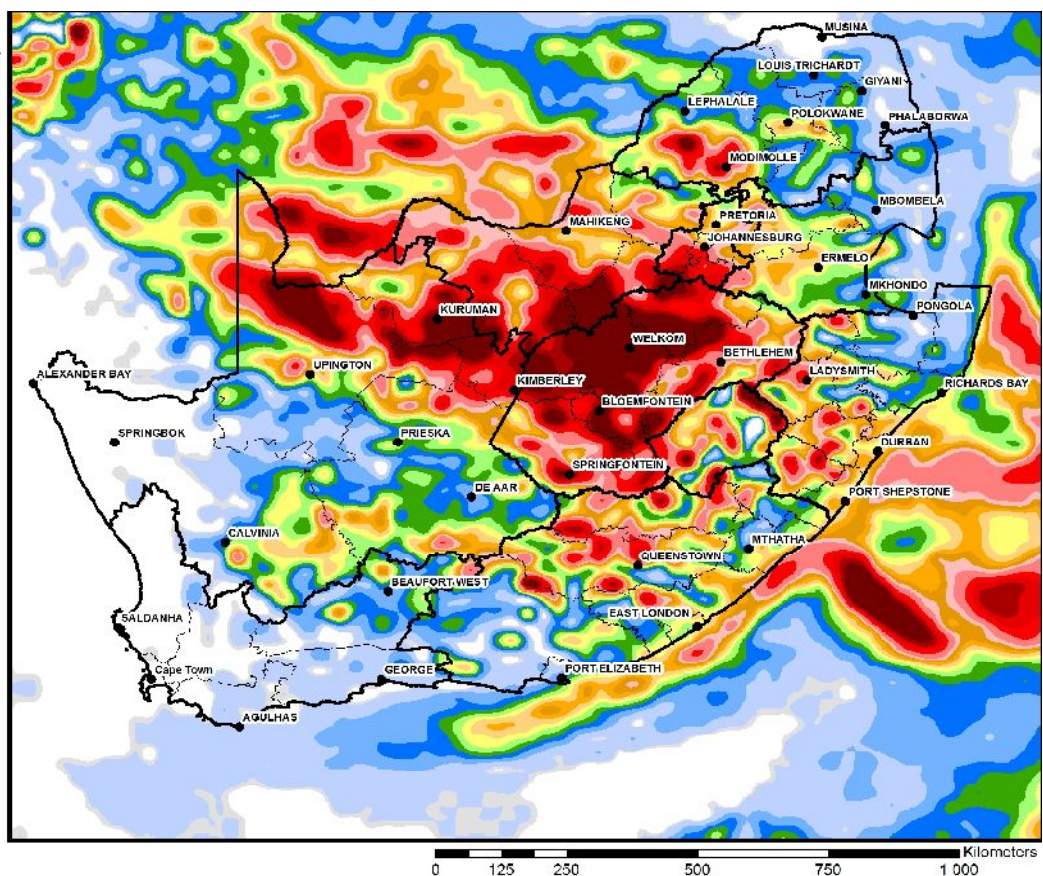 MUSINA
LOUIS TRICHARDT
GIYANI
LEPHALALE
POLOKWANE
PHALABORWA
MODIMOLLE
MBOMBELA
PRETORIA
MAHIKENG
JOHANNESBURG
ERMELO
MKHONDO
KURUMAN
PONGOLA
WELKOM
BETHLEHEM
UPINGTON
LADYSMITH
ALEXANDER BAY
KIMBERLEY
RICHARDS BAY
BLOEMFONTEIN
SPRINGBOK
PRIESKA
DURBAN
SPRINGFONTEIN
DE AAR
PORT SHEPSTONE
CALVINIA
MTHATHA
QUEENSTOWN
BEAUFORT WEST
SALDANHA
EAST LONDON
Cape Town
GEORGE
PORT ELIZABETH
AGULHAS
Kilometers
0 125 250 500 750 1 000